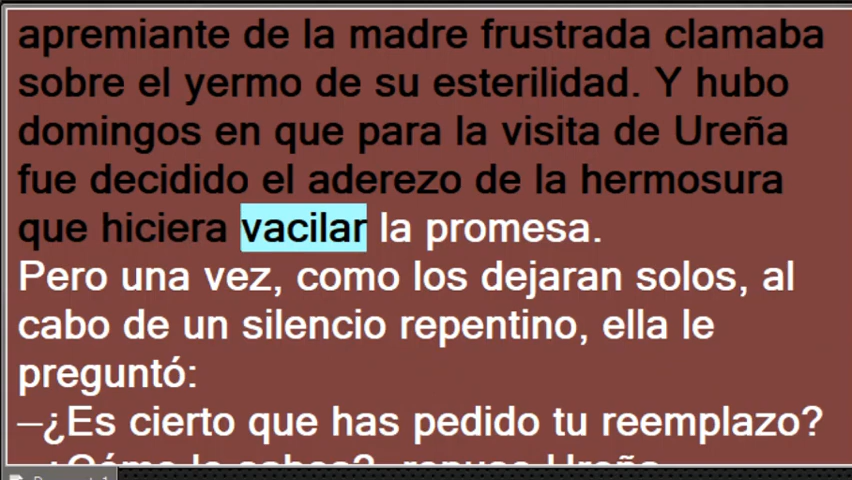 apremiante de la madre frustrada clamaba
sobre el yermo de su esterilidad. Y hubo
domingos en que para la visita de Ureña
fue decidido el aderezo de la hermosura
que hiciera vacilar la promesa.
Pero una vez, como los dejaran solos, al
cabo de un silencio repentino, ella le
preguntó:
–¿Es cierto que has pedido tu reemplazo?